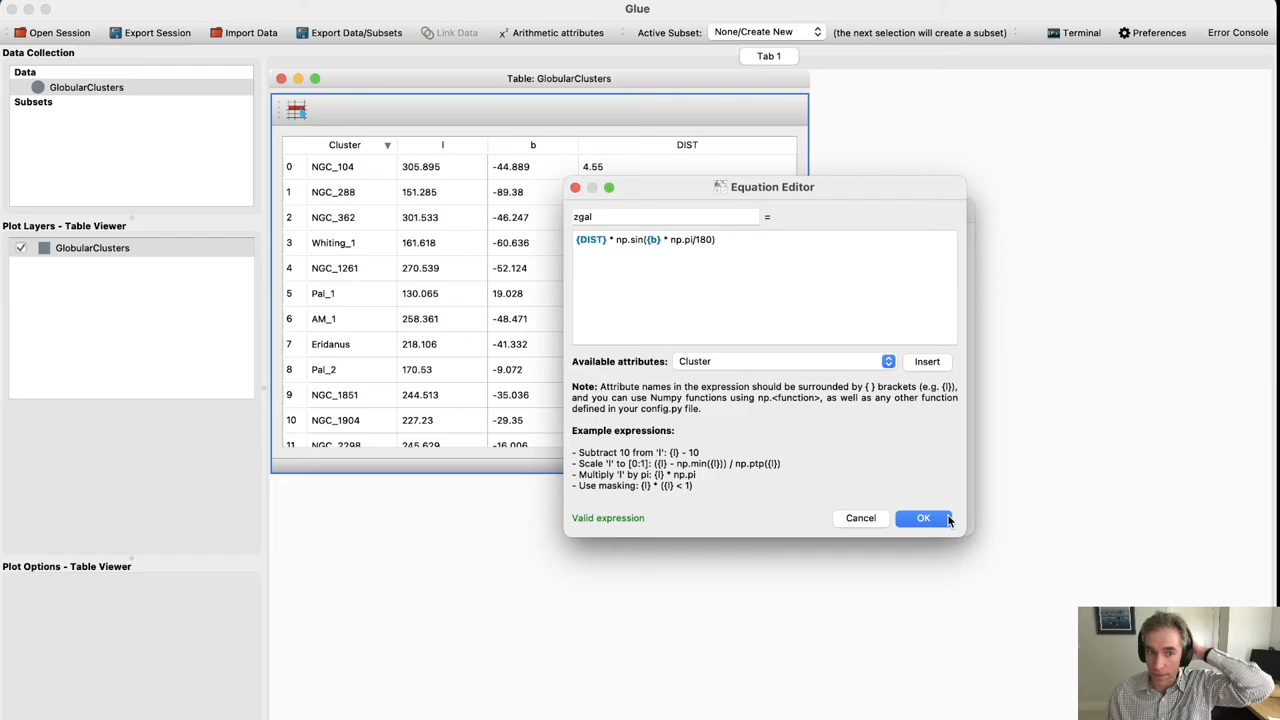 Glue
Open Session Export Session Import Data Export Data/Subsets Link Data x² Arithmetic attributes Active Subset: None/Create New (the next selection will create a subset) Terminal Preferences Error Console
Data Collection
Tab 1
Data
GlobularClusters
Subsets
Table: GlobularClusters
Cluster l b DIST
0 NGC_104 305.895 -44.889 4.55
1 NGC_288 151.285 -89.38
2 NGC_362 301.533 -46.247
3 Whiting_1 161.618 -60.636
4 NGC_1261 270.539 -52.124
5 Pal_1 130.065 19.028
6 AM_1 258.361 -48.471
7 Eridanus 218.106 -41.332
8 Pal_2 170.53 -9.072
9 NGC_1851 244.513 -35.036
10 NGC_1904 227.23 -29.35
11 NGC_2298 245.629 -16.006
Plot Layers - Table Viewer
GlobularClusters
Plot Options - Table Viewer
Equation Editor
zgal =
{DIST} * np.sin({b} * np.pi/180)
Available attributes: Cluster Insert
Note: Attribute names in the expression should be surrounded by { } brackets (e.g. {l}),
and you can use Numpy functions using np.<function>, as well as any other function
defined in your config.py file.
Example expressions:
- Subtract 10 from 'l': {l} - 10
- Scale 'l' to [0:1]: ({l} - np.min({l})) / np.ptp({l})
- Multiply 'l' by pi: {l} * np.pi
- Use masking: {l} * ({l} < 1)
Valid expression Cancel OK